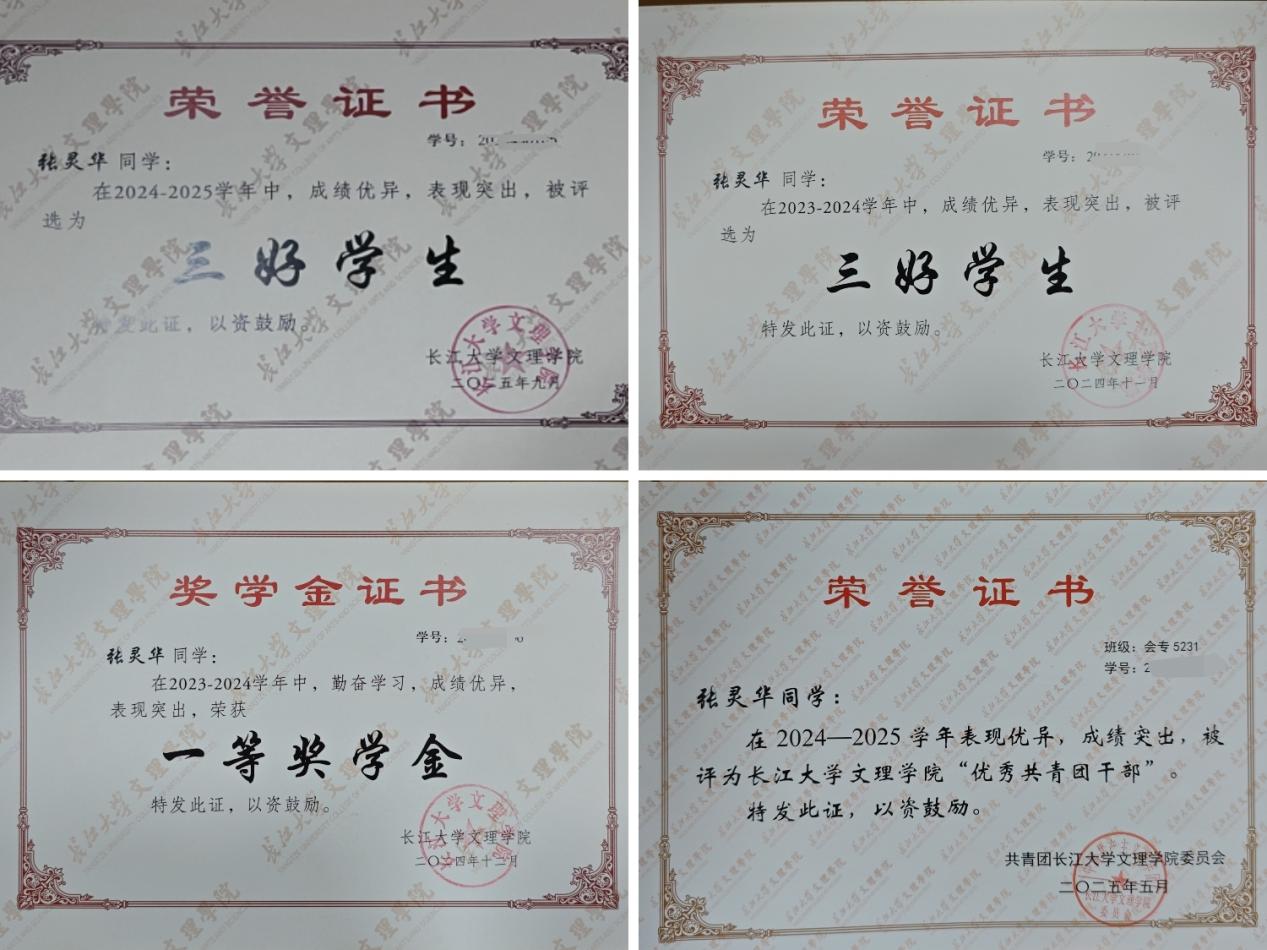 荣誉证书
学号：20
张灵华 同学：
在2024-2025学年中，成绩优异，表现突出，被评
选为
三好学生
特发此证，以资鼓励。
长江大学文理学院
二〇二五年九月
荣誉证书
学号：20
张灵华 同学：
在2023-2024学年中，成绩优异，表现突出，被评
选为
三好学生
特发此证，以资鼓励。
长江大学文理学院
二〇二四年十一月
奖学金证书
学号：2
张灵华 同学：
在2023-2024学年中，勤奋学习，成绩优异，
表现突出，荣获
一等奖学金
特发此证，以资鼓励。
长江大学文理学院
二〇二四年十二月
荣誉证书
班级：会专5231
学号：2
张灵华同学：
在 2024—2025 学年表现优异，成绩突出，被
评为长江大学文理学院“优秀共青团干部”。
特发此证，以资鼓励。
共青团长江大学文理学院委员会
二〇二五年五月